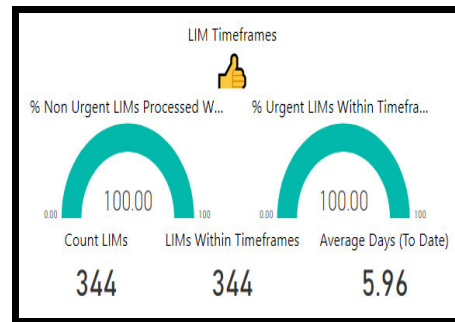 LIM Timeframes
% Non Urgent LIMs Processed W... % Urgent LIMs Within Timefra...
100.00 100.00
0.00 100 0.00 100
Count LIMs LIMs Within Timeframes Average Days (To Date)
344 344 5.96